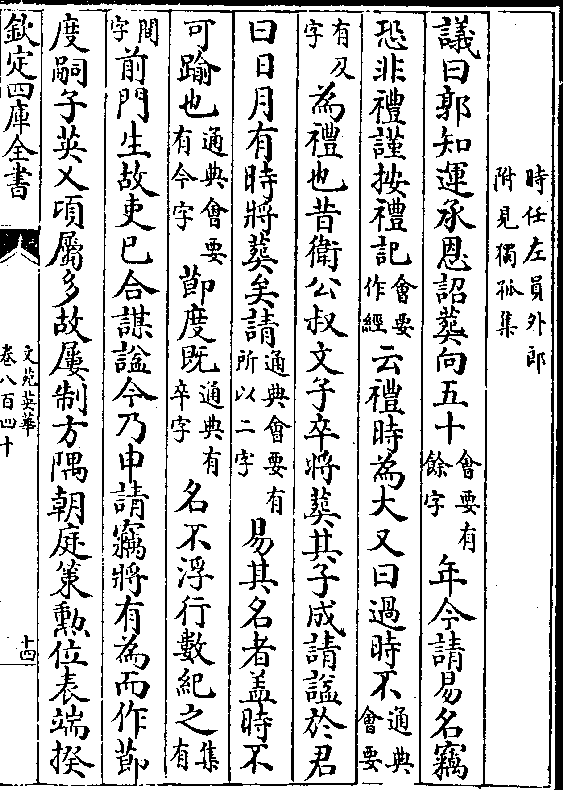 時任左員外郎
附見獨孤集
議曰郭知運承恩詔葬向五十會要有餘字年今請易名竊
恐非禮謹按禮記會要作經云禮時為大又曰過時不通典會要
有及字為禮也昔衛公叔文子卒將葬其子成請諡於君
曰日月有時將葬矣請通典會要有所以二字易其名者盖時不
可踰也通典會要有今字節度既通典有卒字名不浮行數紀之集有
間字前門生故吏已合謀諡今乃申請竊將有為而作節
度嗣子英乂項屬多故屢制方隅朝庭策勲位表端揆
欽定四庫全書
文苑英華
卷八百四十
十四